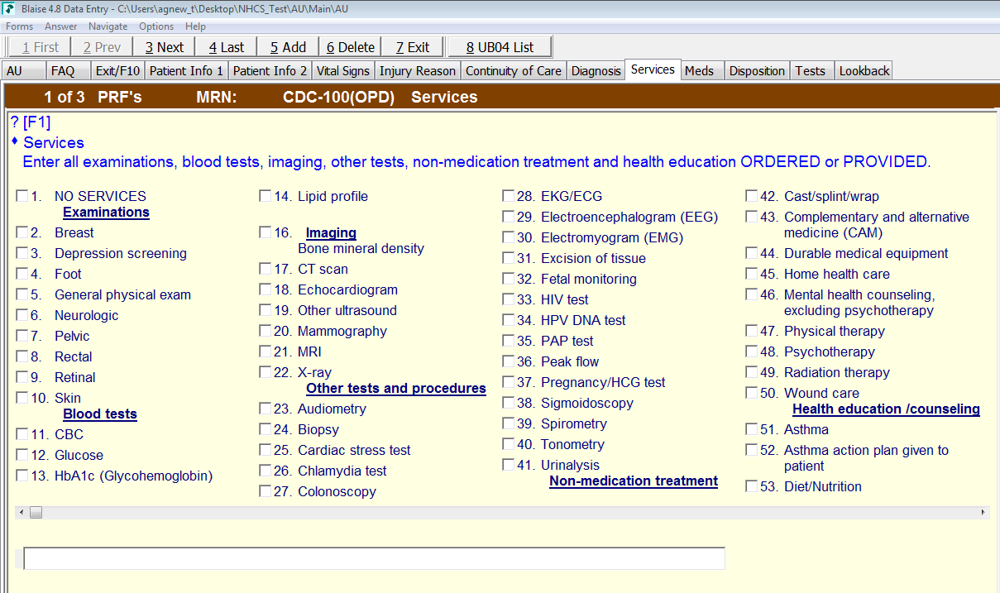 Blaise 4.8 Data Entry - C:\Users\agnew_t\Desktop\NHCS_Test\AU\Main\AU
Forms Answer Navigate Options Help
1 First 2 Prev 3 Next 4 Last 5 Add 6 Delete 7 Exit 8 UB04 List
AU FAQ Exit/F10 Patient Info 1 Patient Info 2 Vital Signs Injury Reason Continuity of Care Diagnosis Services Meds Disposition Tests Lookback
1 of 3 PRF's MRN: CDC-100(OPD) Services
? [F1]
Services
Enter all examinations, blood tests, imaging, other tests, non-medication treatment and health education ORDERED or PROVIDED.
1. NO SERVICES
Examinations
2. Breast
3. Depression screening
4. Foot
5. General physical exam
6. Neurologic
7. Pelvic
8. Rectal
9. Retinal
10. Skin
Blood tests
11. CBC
12. Glucose
13. HbA1c (Glycohemoglobin)
14. Lipid profile
16. Imaging
Bone mineral density
17. CT scan
18. Echocardiogram
19. Other ultrasound
20. Mammography
21. MRI
22. X-ray
Other tests and procedures
23. Audiometry
24. Biopsy
25. Cardiac stress test
26. Chlamydia test
27. Colonoscopy
28. EKG/ECG
29. Electroencephalogram (EEG)
30. Electromyogram (EMG)
31. Excision of tissue
32. Fetal monitoring
33. HIV test
34. HPV DNA test
35. PAP test
36. Peak flow
37. Pregnancy/HCG test
38. Sigmoidoscopy
39. Spirometry
40. Tonometry
41. Urinalysis
Non-medication treatment
42. Cast/splint/wrap
43. Complementary and alternative
medicine (CAM)
44. Durable medical equipment
45. Home health care
46. Mental health counseling,
excluding psychotherapy
47. Physical therapy
48. Psychotherapy
49. Radiation therapy
50. Wound care
Health education /counseling
51. Asthma
52. Asthma action plan given to
patient
53. Diet/Nutrition